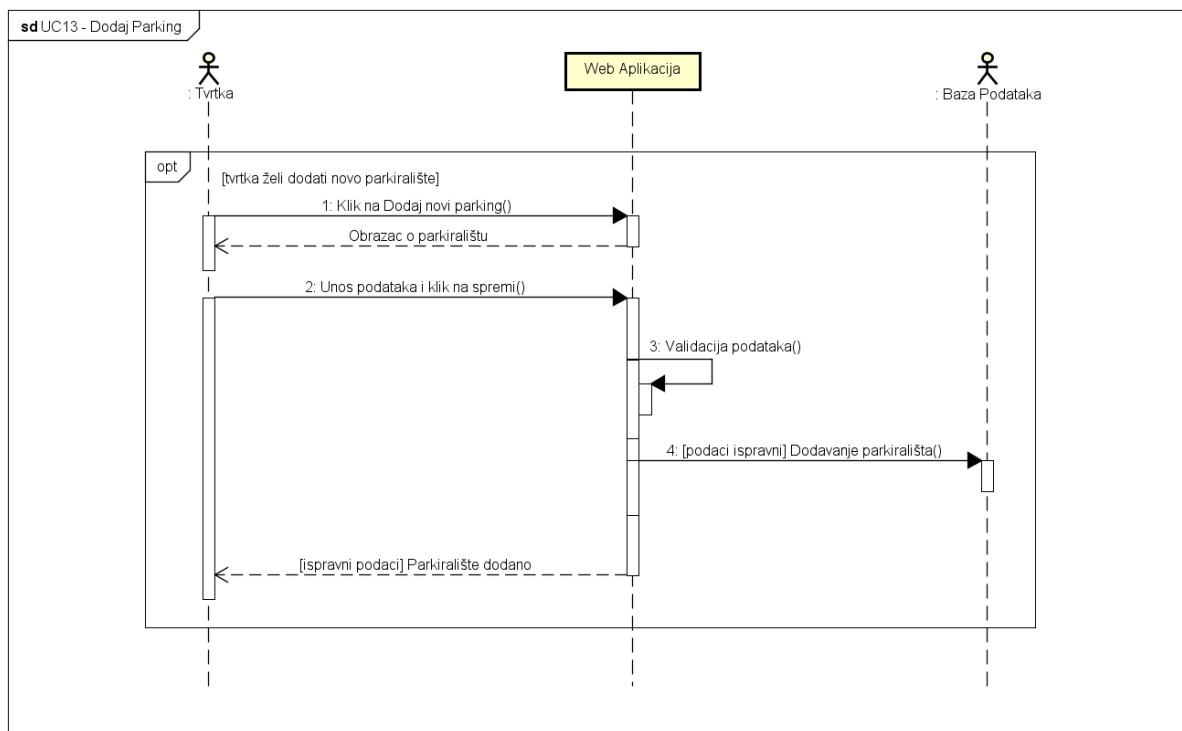 sd UC13 - Dodaj Parking
: Tvrtka
Web Aplikacija
: Baza Podataka
opt
[tvrtka želi dodati novo parkiralište]
1: Klik na Dodaj novi parking()
Obrazac o parkiralištu
2: Unos podataka i klik na spremi()
3: Validacija podataka()
4: [podaci ispravni] Dodavanje parkirališta()
[ispravni podaci] Parkiralište dodano